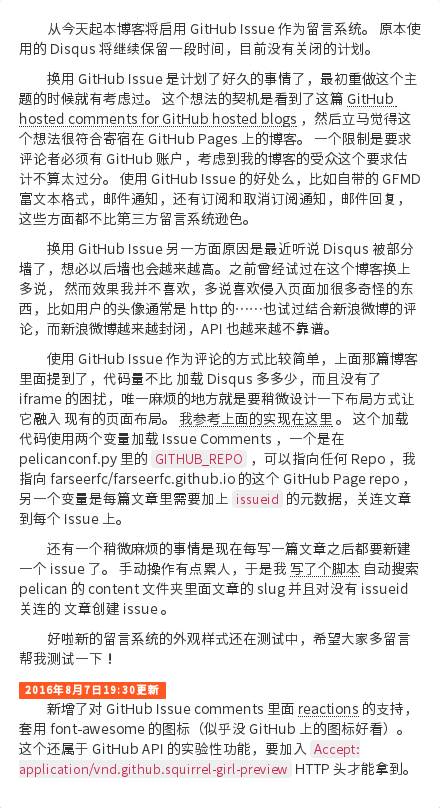 从今天起本博客将启用 GitHub Issue 作为留言系统。 原本使
用的 Disqus 将继续保留一段时间，目前没有关闭的计划。
换用 GitHub Issue 是计划了好久的事情了，最初重做这个主
题的时候就有考虑过。 这个想法的契机是看到了这篇 GitHub
hosted comments for GitHub hosted blogs ，然后立马觉得这
个想法很符合寄宿在 GitHub Pages 上的博客。 一个限制是要求
评论者必须有 GitHub 账户，考虑到我的博客的受众这个要求估
计不算太过分。 使用 GitHub Issue 的好处么，比如自带的 GFMD
富文本格式，邮件通知，还有订阅和取消订阅通知，邮件回复，
这些方面都不比第三方留言系统逊色。
换用 GitHub Issue 另一方面原因是最近听说 Disqus 被部分
墙了，想必以后墙也会越来越高。之前曾经试过在这个博客换上
多说， 然而效果我并不喜欢，多说喜欢侵入页面加很多奇怪的东
西，比如用户的头像通常是 http 的……也试过结合新浪微博的评
论，而新浪微博越来越封闭，API 也越来越不靠谱。
使用 GitHub Issue 作为评论的方式比较简单，上面那篇博客
里面提到了，代码量不比 加载 Disqus 多多少，而且没有了
iframe 的困扰，唯一麻烦的地方就是要稍微设计一下布局方式让
它融入 现有的页面布局。 我参考上面的实现在这里 。 这个加载
代码使用两个变量加载 Issue Comments ，一个是在
pelicanconf.py 里的 GITHUB_REPO ，可以指向任何 Repo ，我
指向 farseerfc/farseerfc.github.io 的这个 GitHub Page repo ，
另一个变量是每篇文章里需要加上 issueid 的元数据，关连文章
到每个 Issue 上。
还有一个稍微麻烦的事情是现在每写一篇文章之后都要新建
一个 issue 了。 手动操作有点累人，于是我 写了个脚本 自动搜索
pelican 的 content 文件夹里面文章的 slug 并且对没有 issueid
关连的 文章创建 issue 。
好啦新的留言系统的外观样式还在测试中，希望大家多留言
帮我测试一下！
2016年8月7日19:30更新
新增了对 GitHub Issue comments 里面 reactions 的支持，
套用 font-awesome 的图标（似乎没 GitHub 上的图标好看）。
这个还属于 GitHub API 的实验性功能，要加入 Accept:
application/vnd.github.squirrel-girl-preview HTTP 头才能拿到。